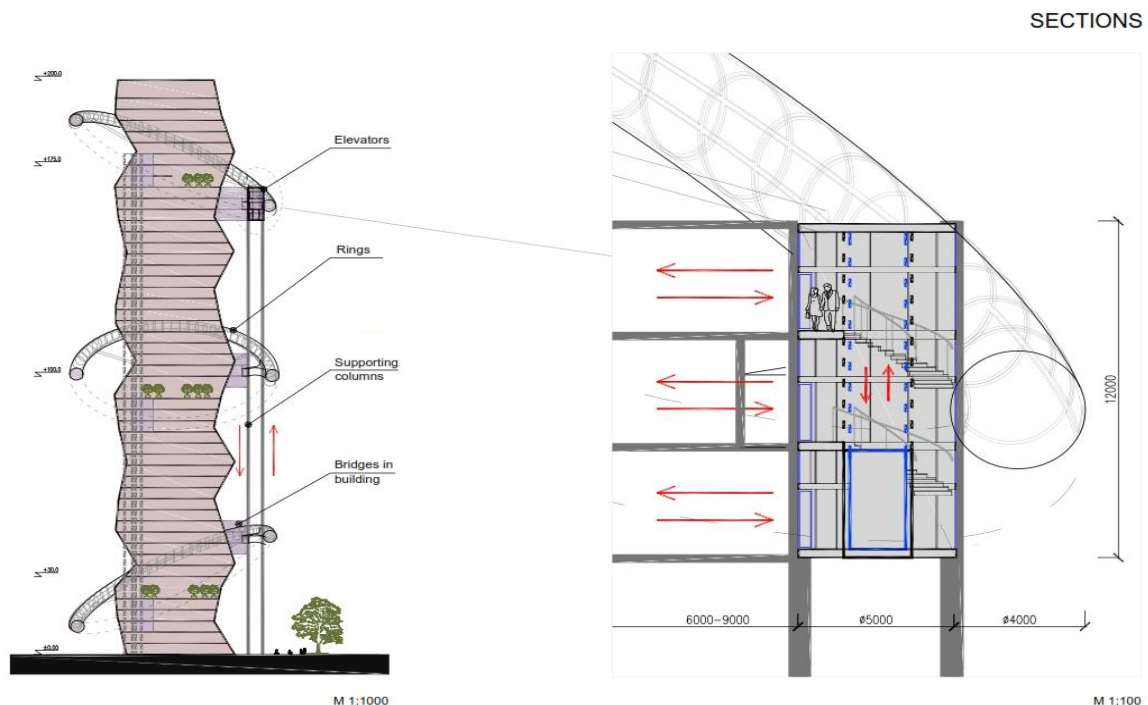 SECTIONS
+200.0
Elevators
+175.0
Rings
+100.0
Supporting
columns
Bridges in
building
+30.0
±0.00
M 1:1000
12000
6000-9000
ø5000
ø4000
M 1:100